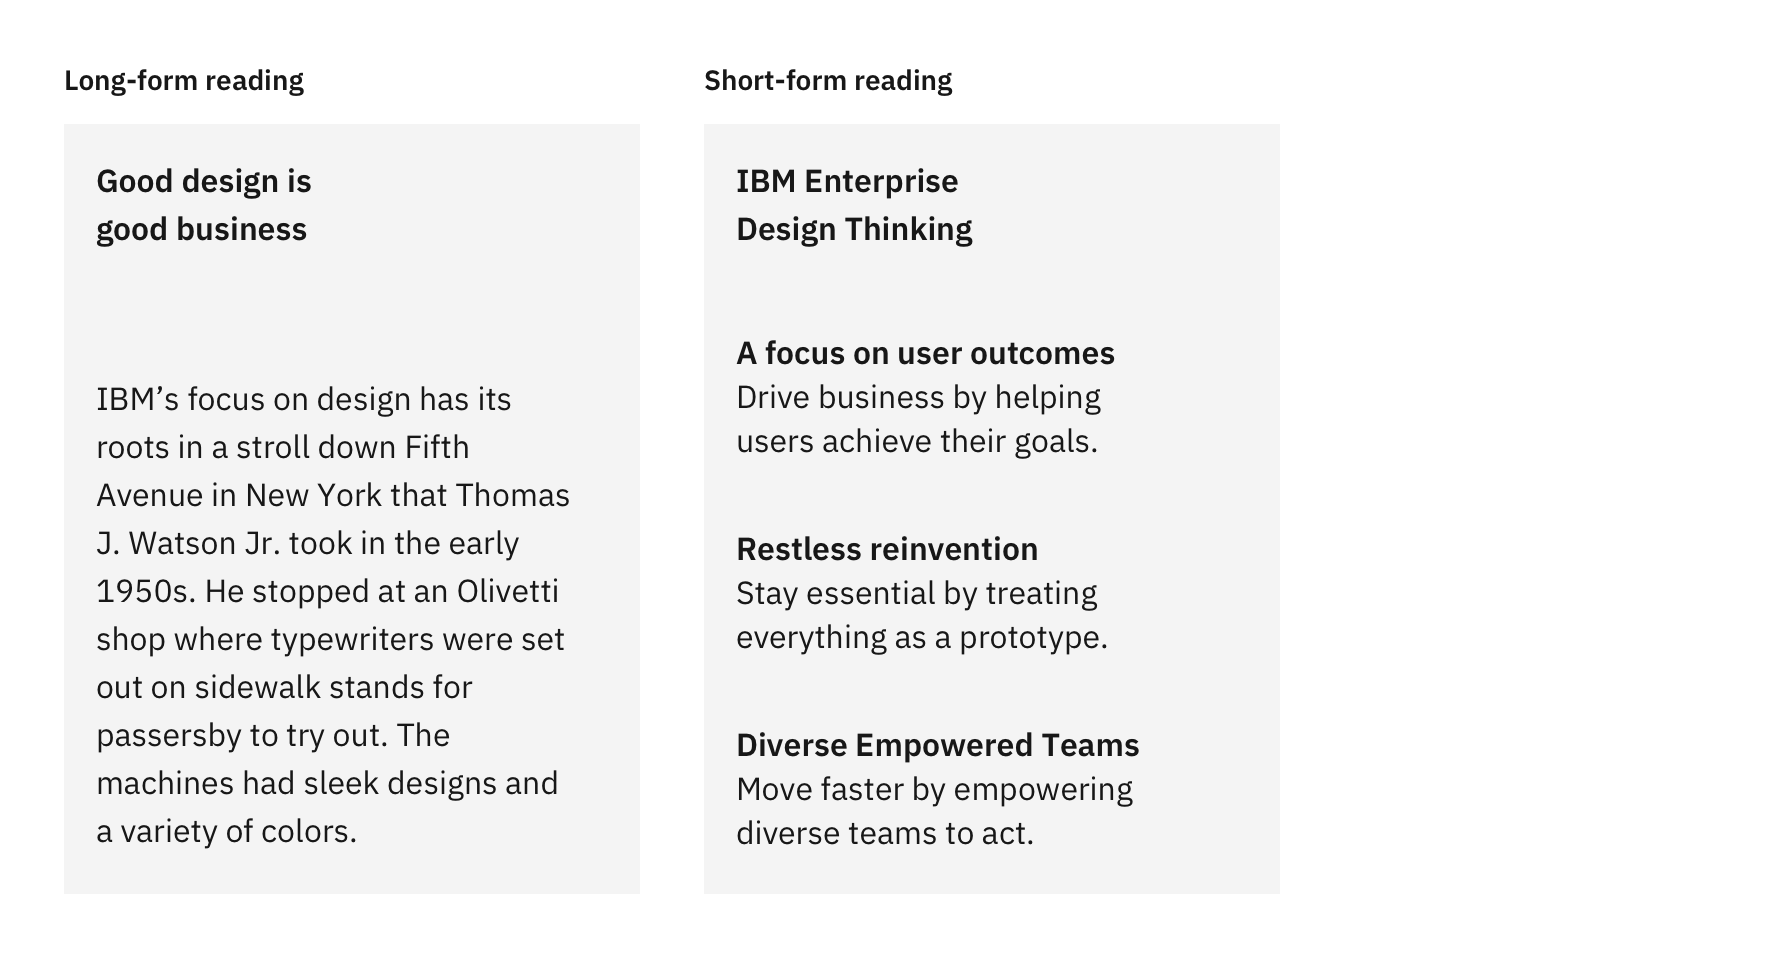 Long-form reading
Good design is
good business
IBM’s focus on design has its
roots in a stroll down Fifth
Avenue in New York that Thomas
J. Watson Jr. took in the early
1950s. He stopped at an Olivetti
shop where typewriters were set
out on sidewalk stands for
passersby to try out. The
machines had sleek designs and
a variety of colors.
Short-form reading
IBM Enterprise
Design Thinking
A focus on user outcomes
Drive business by helping
users achieve their goals.
Restless reinvention
Stay essential by treating
everything as a prototype.
Diverse Empowered Teams
Move faster by empowering
diverse teams to act.